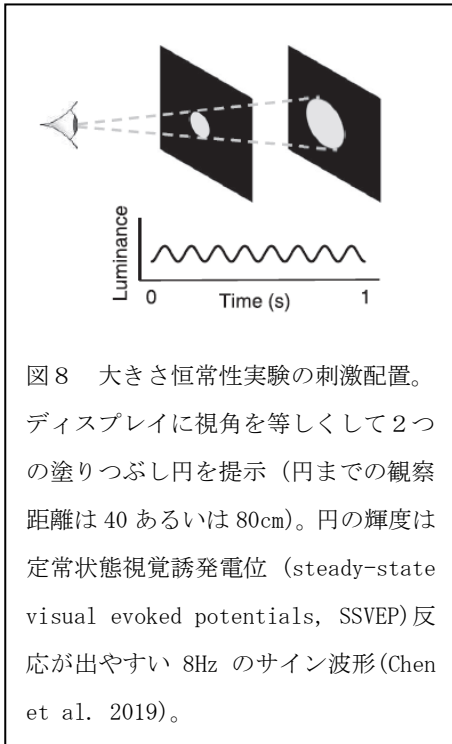 Luminance
0
Time (s)
1
図８　大きさ恒常性実験の刺激配置。
ディスプレイに視角を等しくして２つ
の塗りつぶし円を提示（円までの観察
距離は 40 あるいは 80cm)。円の輝度は
定常状態視覚誘発電位（steady-state
visual evoked potentials, SSVEP)反
応が出やすい 8Hz のサイン波形(Chen
et al. 2019)。